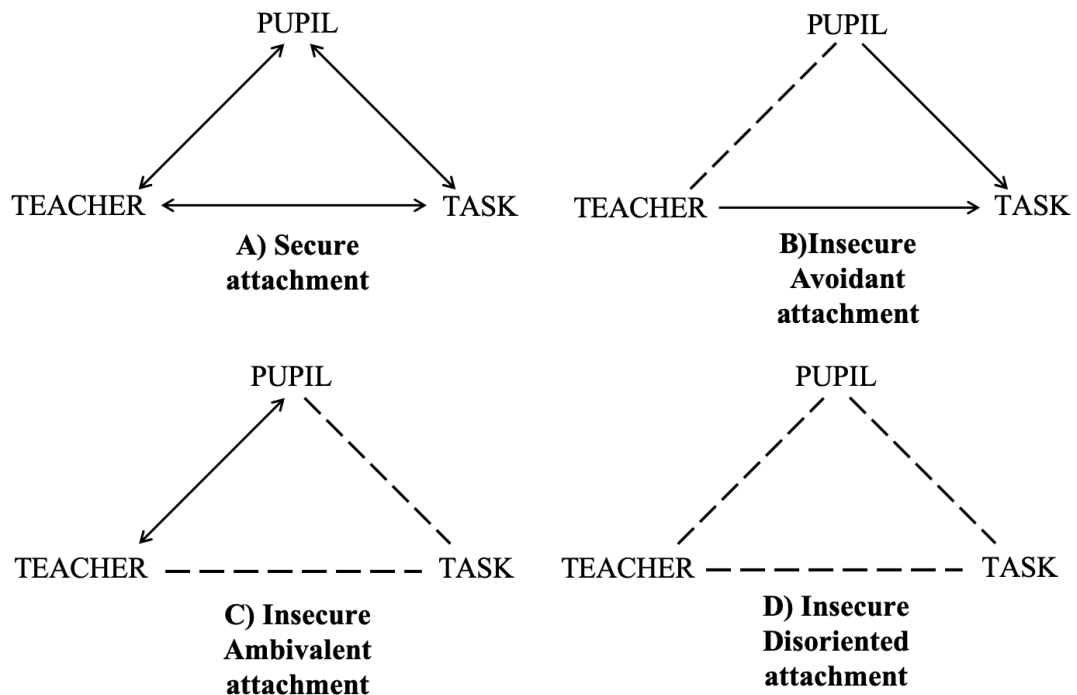 PUPIL
TEACHER
TASK
A) Secure
attachment
PUPIL
TEACHER
TASK
B)Insecure
Avoidant
attachment
PUPIL
TEACHER
TASK
C) Insecure
Ambivalent
attachment
PUPIL
TEACHER
TASK
D) Insecure
Disoriented
attachment